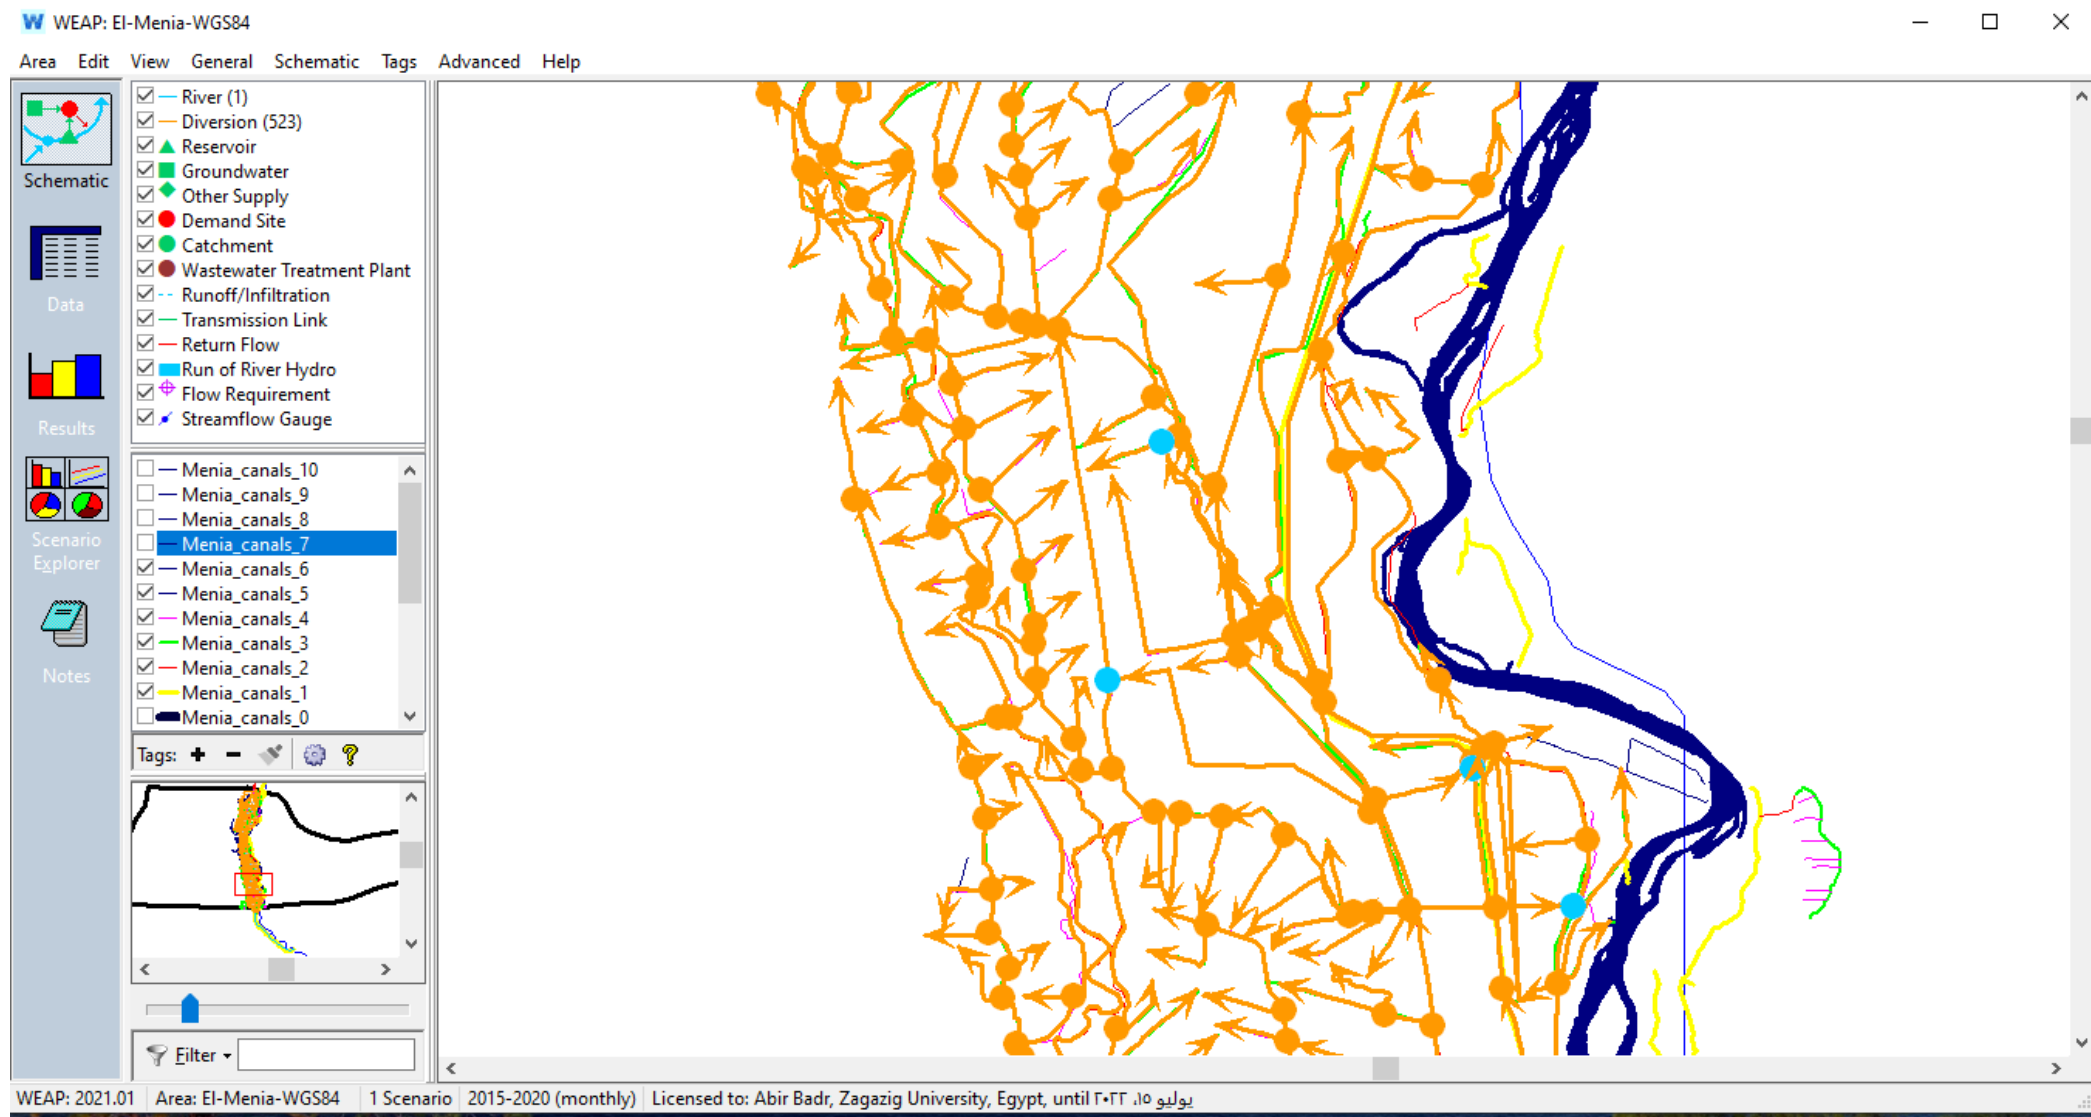 WEAP: El-Menia-WGS84
Area Edit View General Schematic Tags Advanced Help
Schematic
Data
Results
Scenario
Explorer
Notes
River (1)
Diversion (523)
Reservoir
Groundwater
Other Supply
Demand Site
Catchment
Wastewater Treatment Plant
Runoff/Infiltration
Transmission Link
Return Flow
Run of River Hydro
Flow Requirement
Streamflow Gauge
Menia_canals_10
Menia_canals_9
Menia_canals_8
Menia_canals_7
Menia_canals_6
Menia_canals_5
Menia_canals_4
Menia_canals_3
Menia_canals_2
Menia_canals_1
Menia_canals_0
Tags:
Filter
WEAP: 2021.01 Area: El-Menia-WGS84 1 Scenario 2015-2020 (monthly) Licensed to: Abir Badr, Zagazig University, Egypt, until يوليو ١٥، ٢٠٢٣